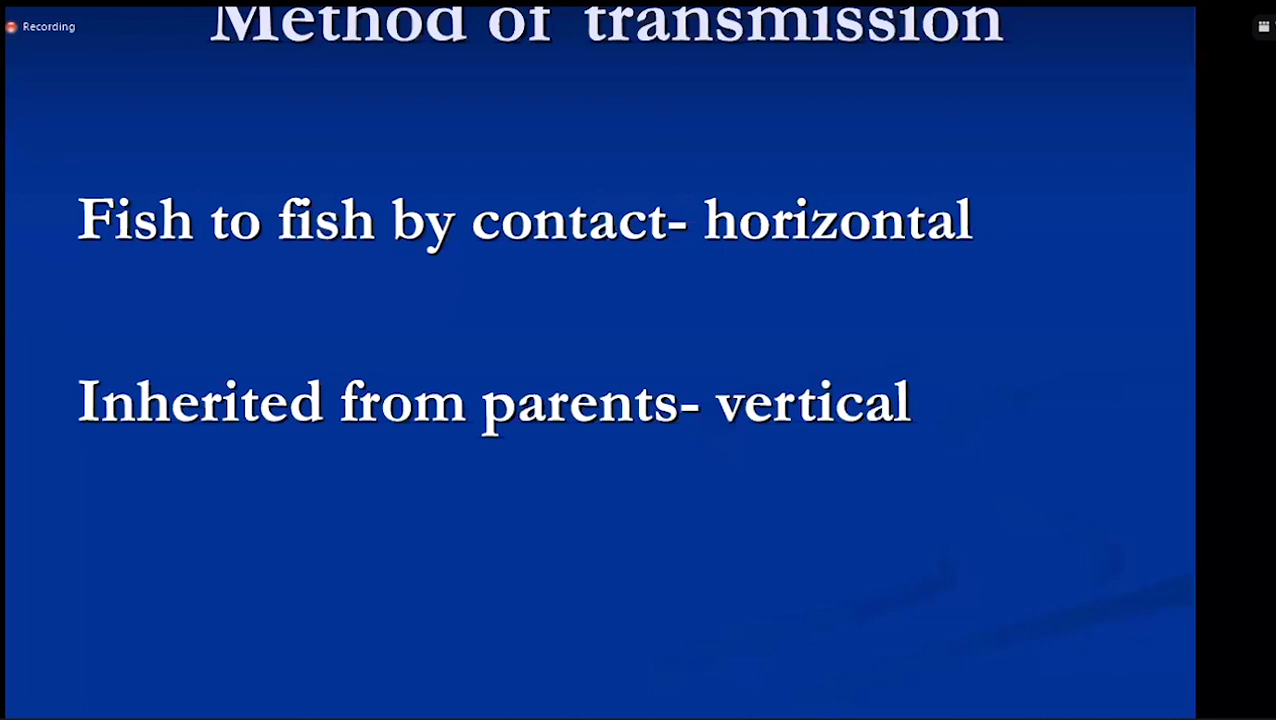 Recording
Method of transmission
Fish to fish by contact- horizontal
Inherited from parents- vertical